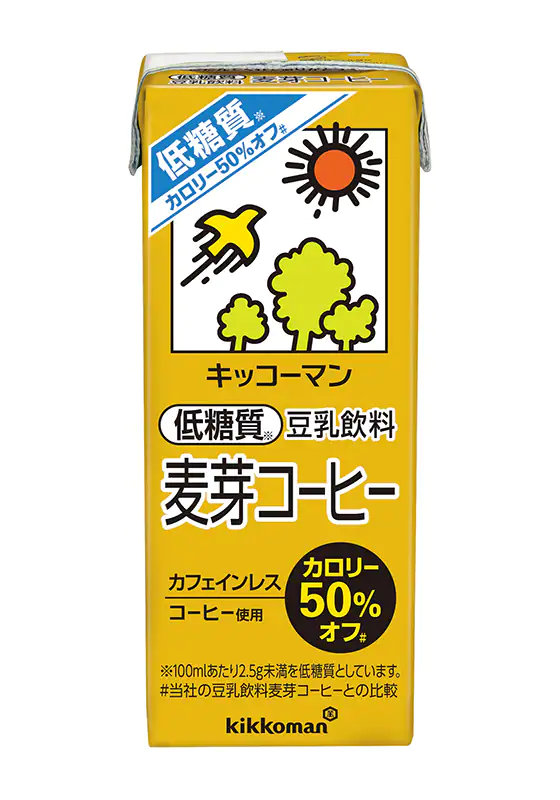 コーヒー 麦芽
低糖質
低糖質※
カロリー50%オフ#
キッコーマン
低糖質※ 豆乳飲料
麦芽コーヒー
カフェインレス
コーヒー使用
カロリー
50%
オフ#
※100mlあたり2.5g未満を低糖質としています。
#当社の豆乳飲料麦芽コーヒーとの比較
kikkoman